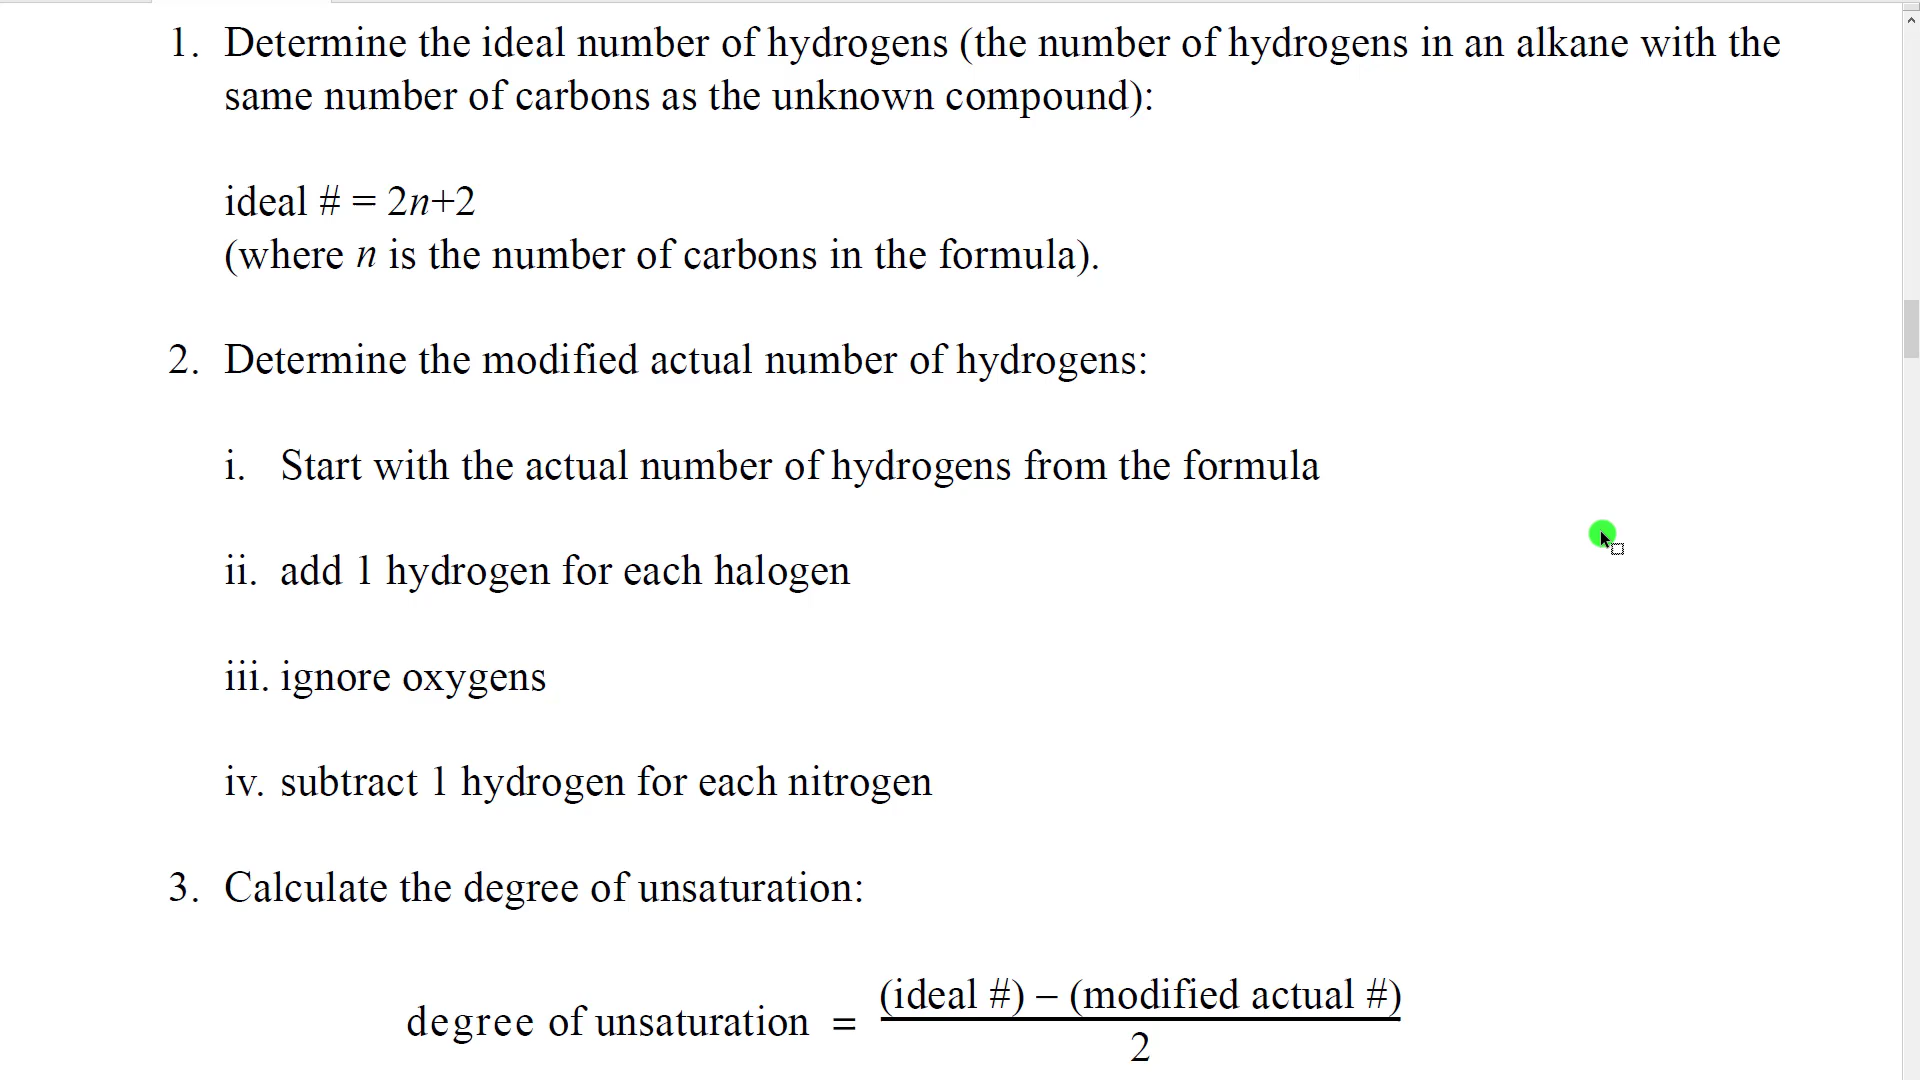 1. Determine the ideal number of hydrogens (the number of hydrogens in an alkane with the
same number of carbons as the unknown compound):
ideal # = 2n+2
(where n is the number of carbons in the formula).
2. Determine the modified actual number of hydrogens:
i. Start with the actual number of hydrogens from the formula
ii. add 1 hydrogen for each halogen
iii. ignore oxygens
iv. subtract 1 hydrogen for each nitrogen
3. Calculate the degree of unsaturation:
(ideal #) – (modified actual #)
degree of unsaturation =
2